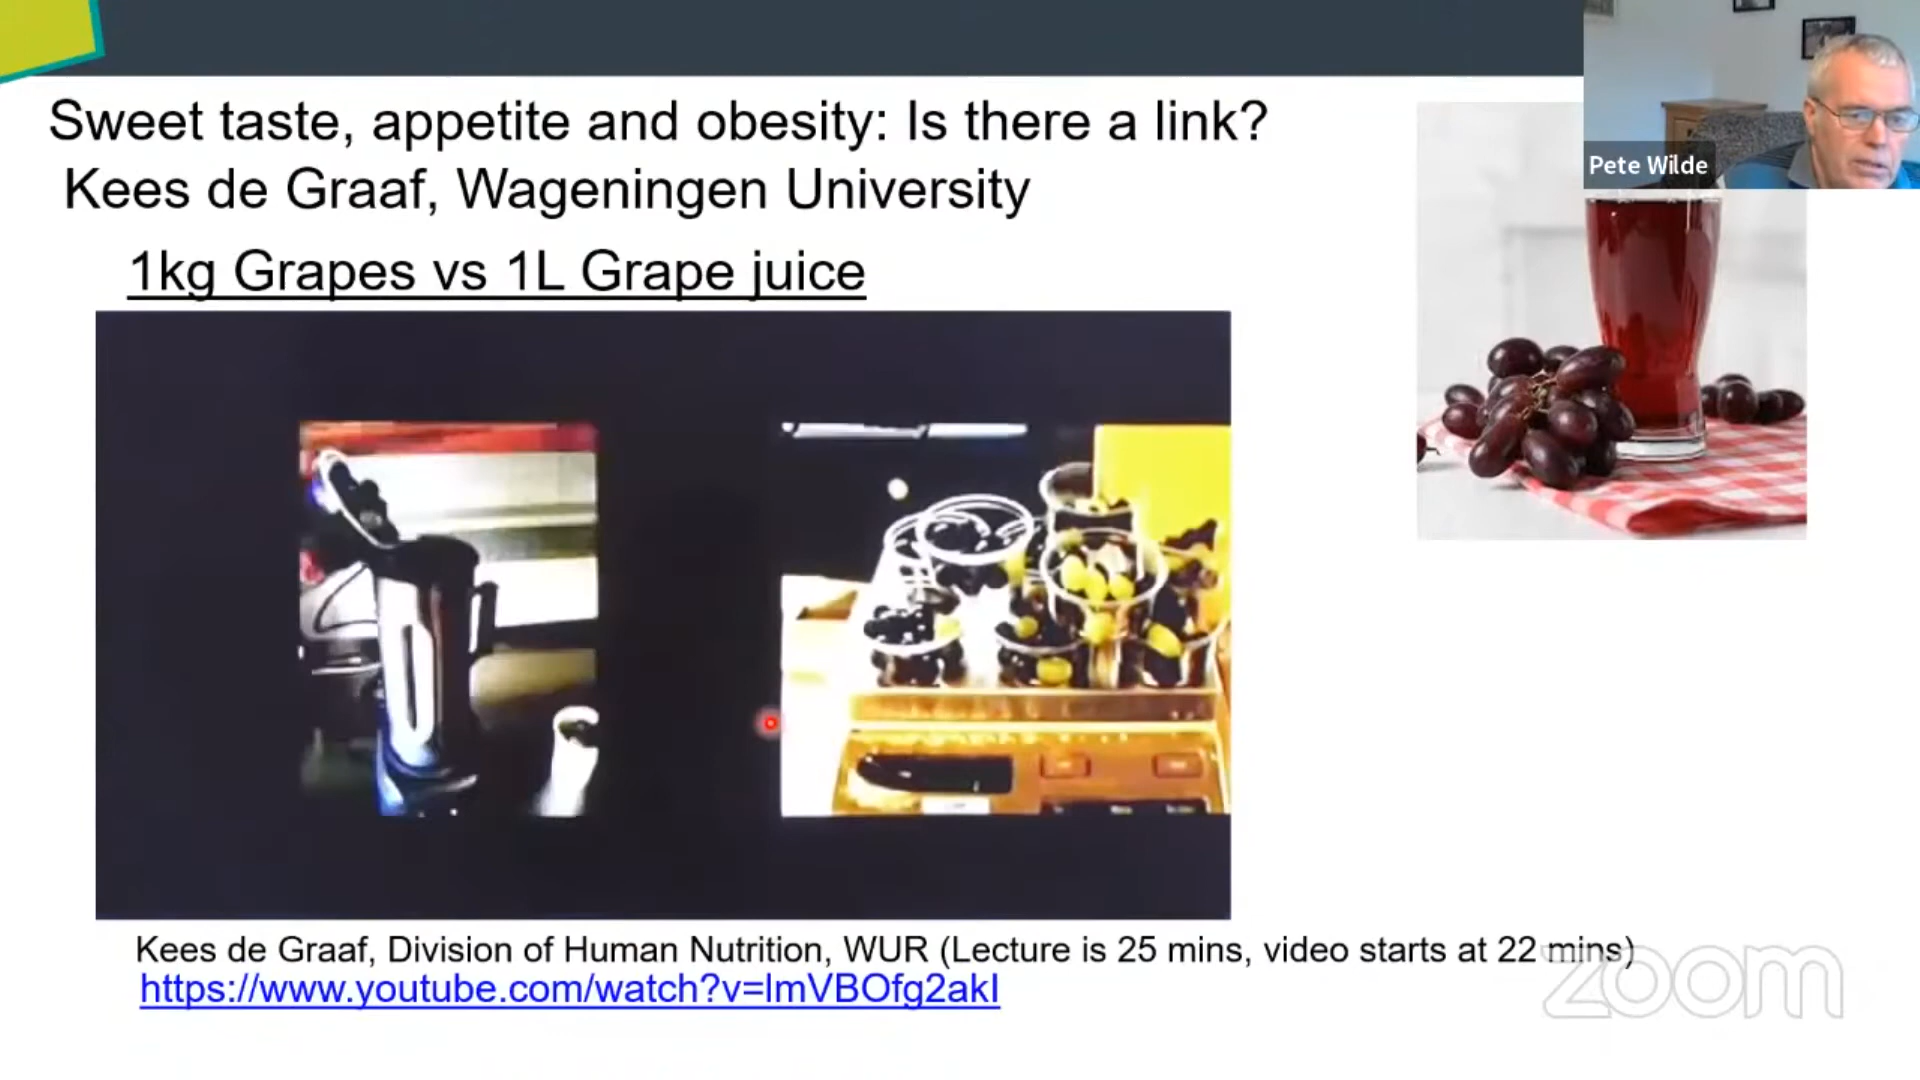 Sweet taste, appetite and obesity: Is there a link?
Kees de Graaf, Wageningen University
1kg Grapes vs 1L Grape juice
Pete Wilde
Kees de Graaf, Division of Human Nutrition, WUR (Lecture is 25 mins, video starts at 22 mins)
https://www.youtube.com/watch?v=lmVBOfg2akI
zoom